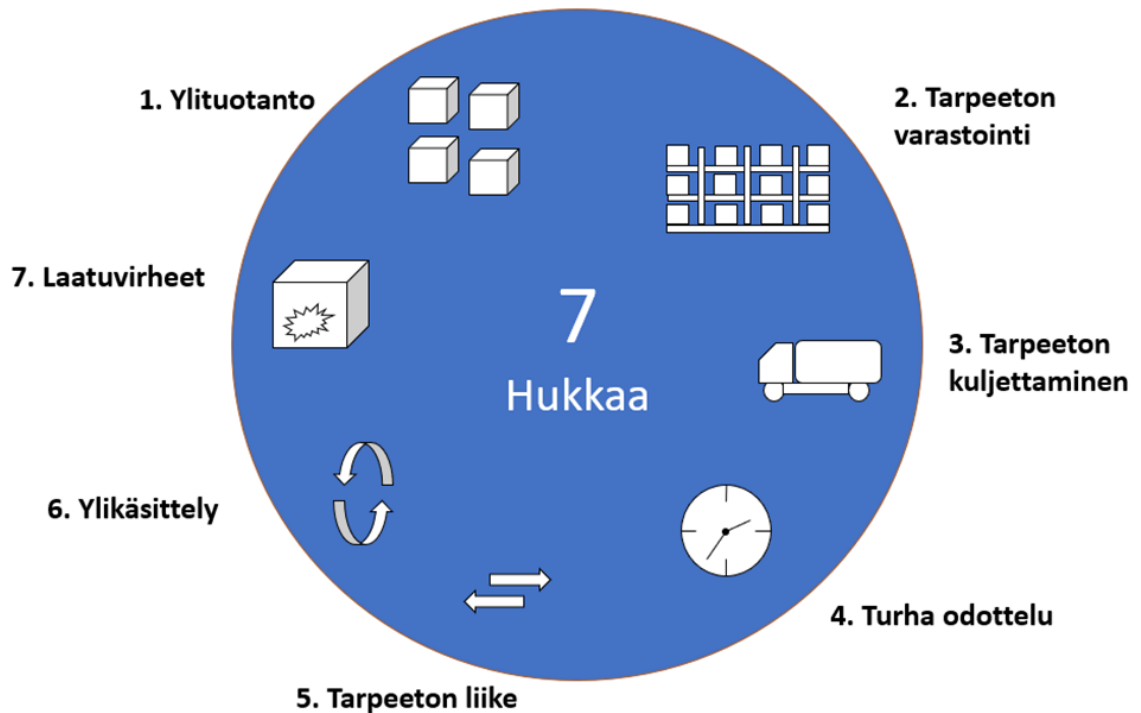 1. Ylituotanto
2. Tarpeeton
varastointi
3. Tarpeeton
kuljettaminen
4. Turha odottelu
5. Tarpeeton liike
6. Ylikäsittely
7. Laatuvirheet
7
Hukkaa